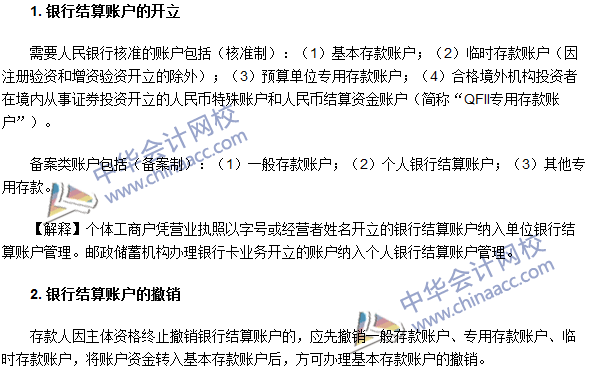 1. 银行结算账户的开立
需要人民银行核准的账户包括（核准制）：（1）基本存款账户；（2）临时存款账户（因
注册验资和增资验资开立的除外）；（3）预算单位专用存款账户；（4）合格境外机构投资者
在境内从事证券投资开立的人民币特殊账户和人民币结算资金账户（简称“QFII专用存款账
户”）。
备案类账户包括（备案制）：（1）一般存款账户；（2）个人银行结算账户；（3）其他专
用存款。
【解释】个体工商户凭营业执照以字号或经营者姓名开立的银行结算账户纳入单位银行结
算账户管理。邮政储蓄机构办理银行卡业务开立的账户纳入个人银行结算账户管理。
2. 银行结算账户的撤销
存款人因主体资格终止撤销银行结算账户的，应先撤销一般存款账户、专用存款账户、临
时存款账户，将账户资金转入基本存款账户后，方可办理基本存款账户的撤销。
中华会计网校
www.chinaacc.com
中华会计网校
www.chinaacc.com